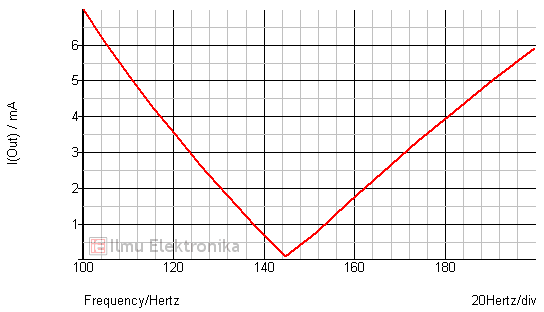 I(Out) / mA
6
5
4
3
2
1
Ilmu Elektronika
100 120 140 160 180
Frequency/Hertz 20Hertz/div